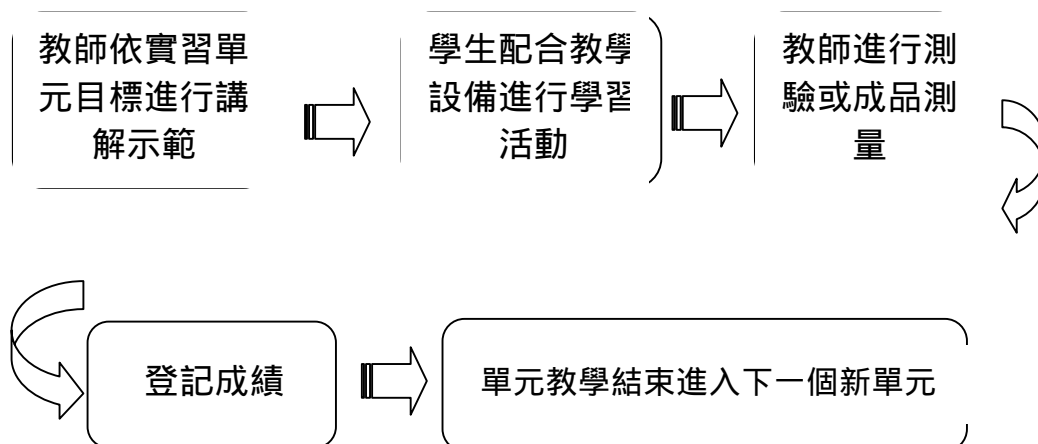 教師依實習單
元目標進行講
解示範
學生配合教學
設備進行學習
活動
教師進行測
驗或成品測
量
登記成績
單元教學結束進入下一個新單元